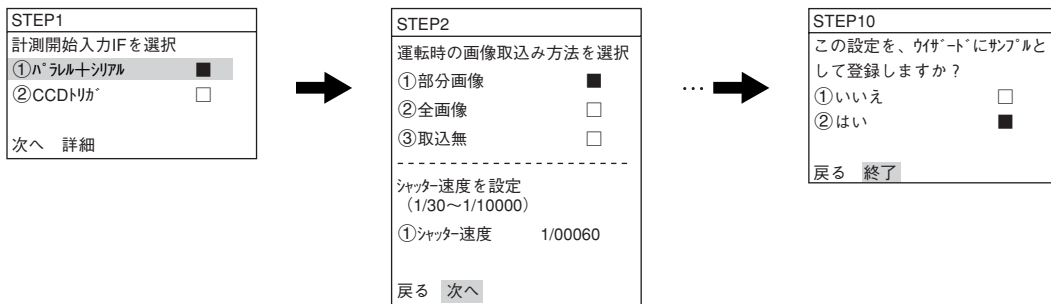 STEP1
計測開始入力IFを選択
①ﾊﾟﾗﾚﾙ＋ｼﾘｱﾙ ■
②CCDﾄﾘｶﾞ □
次へ 詳細
STEP2
運転時の画像取込み方法を選択
①部分画像 ■
②全画像 □
③取込無 □
ｼｬｯﾀｰ速度を設定
（1/30～1/10000）
①ｼｬｯﾀｰ速度 1/00060
戻る 次へ
…
STEP10
この設定を、ｳｲｻﾞｰﾄﾞにｻﾝﾌﾟﾙと
して登録しますか？
①いいえ □
②はい ■
戻る 終了